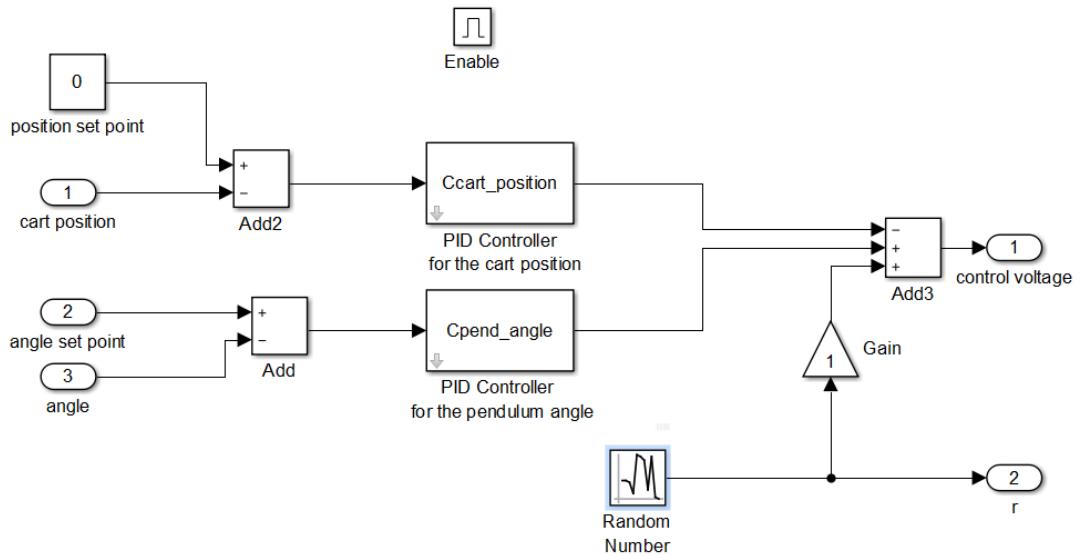 Enable
0
position set point
1
cart position
+
−
Add2
Ccart_position
PID Controller
for the cart position
2
angle set point
3
angle
+
−
Add
Cpend_angle
PID Controller
for the pendulum angle
−
+
+
Add3
1
control voltage
1
Gain
Random
Number
2
r